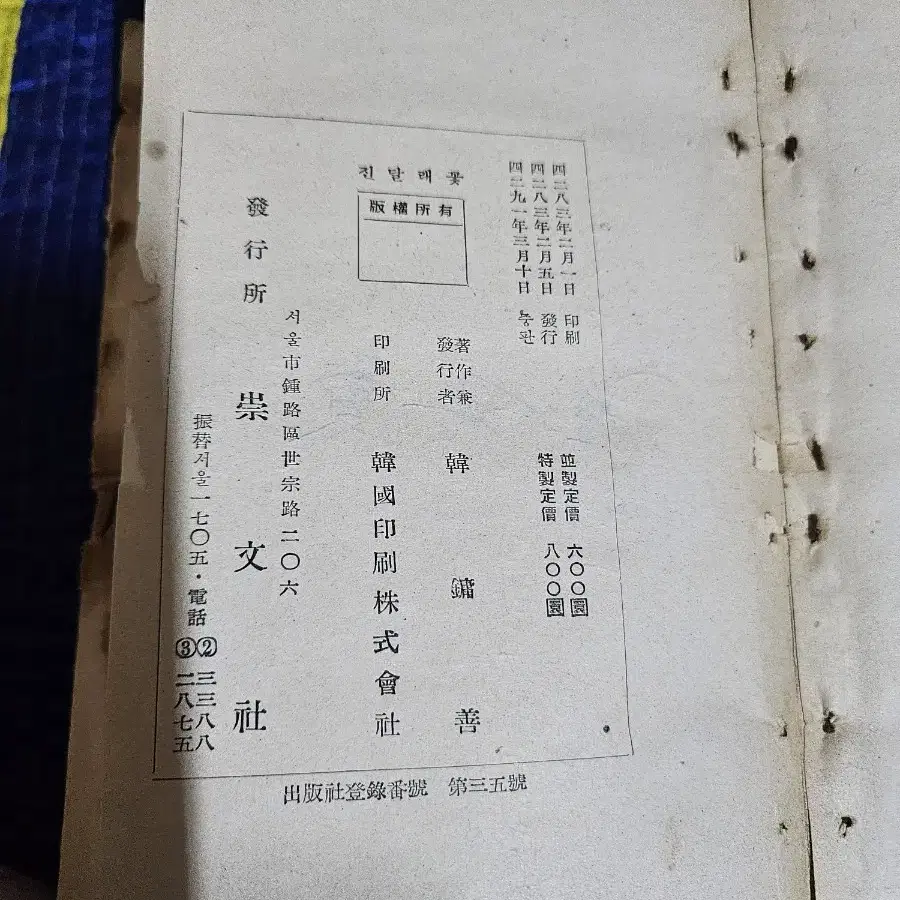 四二八三年二月一日 印刷
四二八三年二月五日 發行
四二九一年三月十日 중판
並製定價 六〇〇圜
特製定價 八〇〇圜
진달래꽃
版權所有
著作兼
發行者 韓鏞善
印刷所 韓國印刷株式會社
서울市鍾路區世宗路二〇六
發行所 崇文社
振替서울一七〇五・電話
②三三八八
③二八七五
出版社登錄番號 第三五號